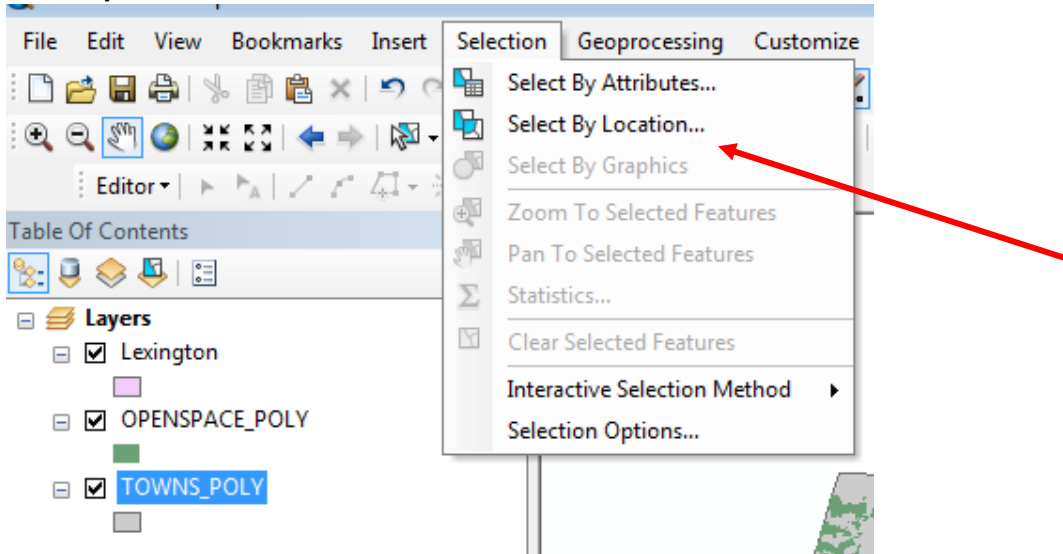 File Edit View Bookmarks Insert Selection Geoprocessing Customize
Select By Attributes...
Select By Location...
Select By Graphics
Editor
Zoom To Selected Features
Table Of Contents
Pan To Selected Features
Statistics...
Layers
Clear Selected Features
Lexington
Interactive Selection Method
OPENSPACE_POLY
Selection Options...
TOWNS_POLY